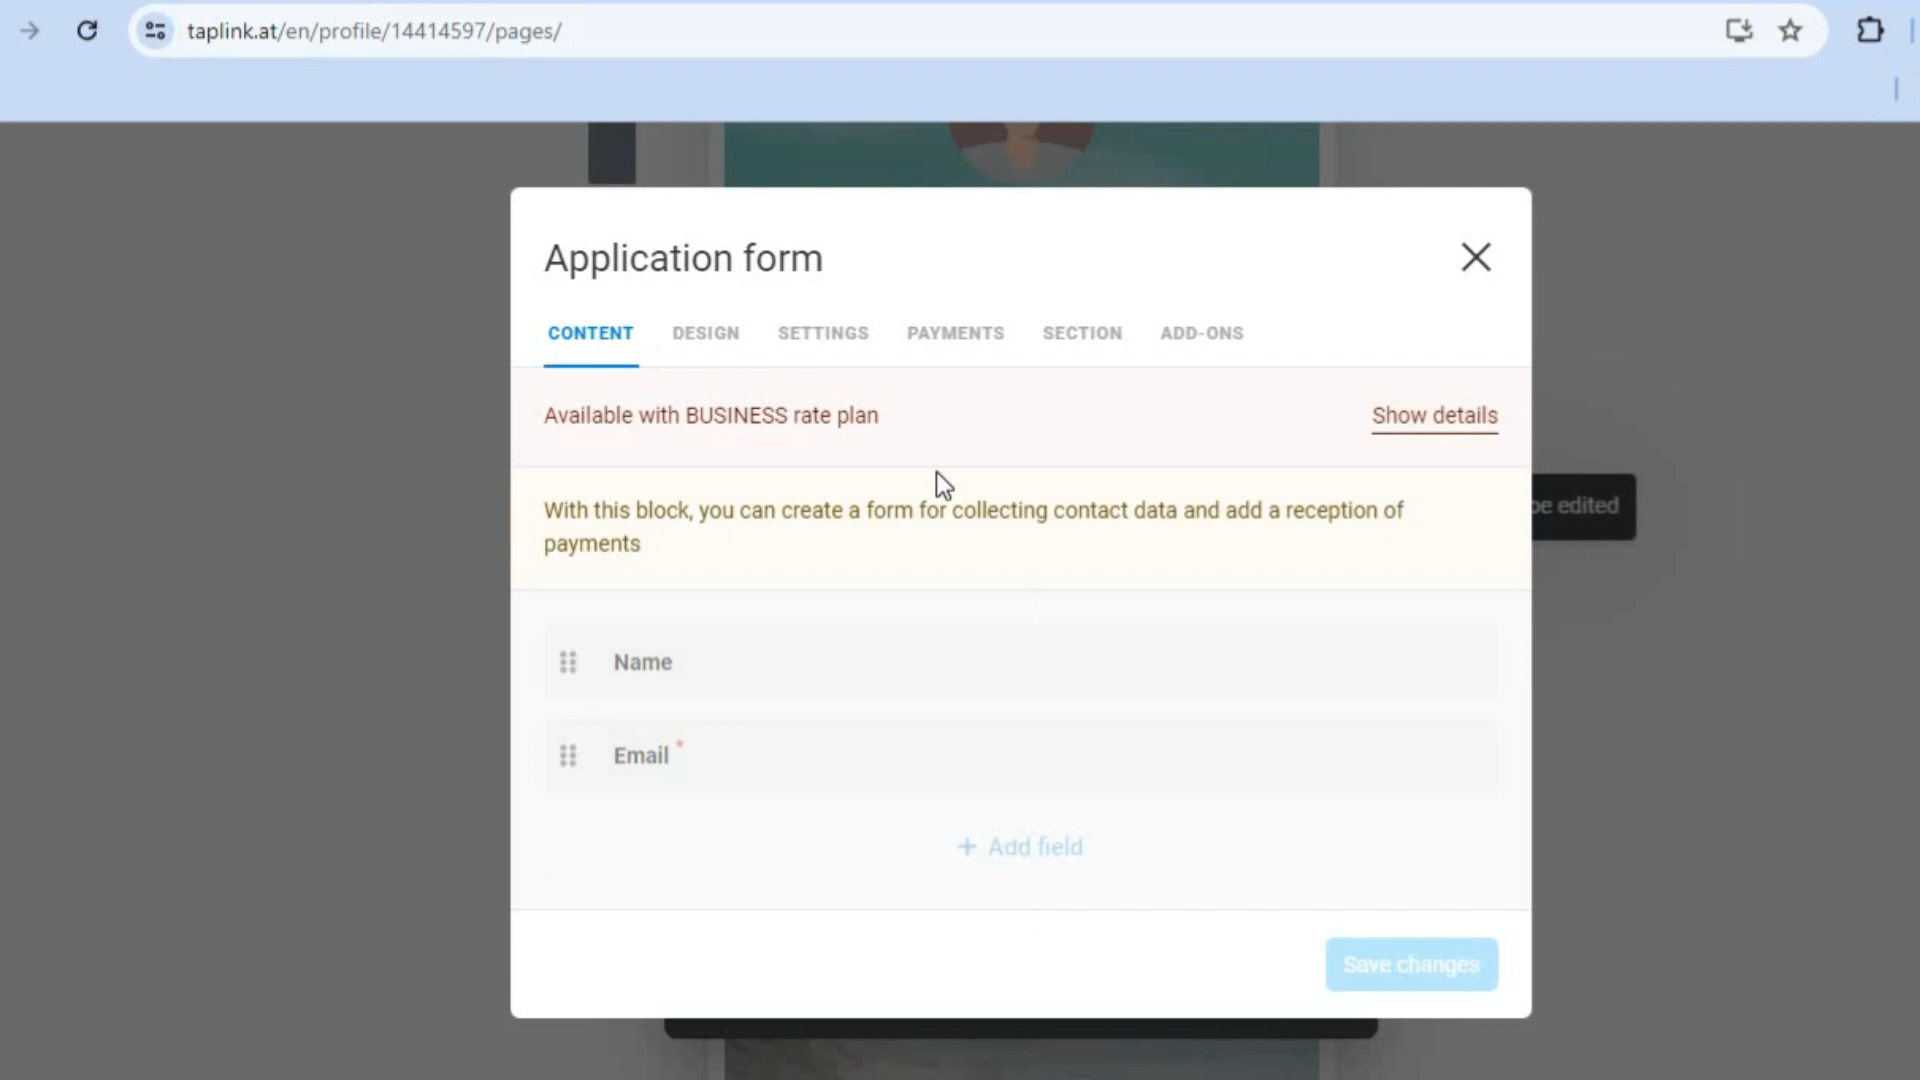 taplink.at/en/profile/14414597/pages/
Application form
CONTENT DESIGN SETTINGS PAYMENTS SECTION ADD-ONS
Available with BUSINESS rate plan Show details
With this block, you can create a form for collecting contact data and add a reception of
payments
be edited
Name
Email *
+ Add field
Save changes